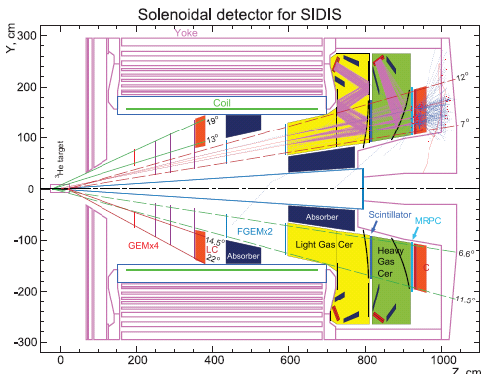 Solenoidal detector for SIDIS
Y, cm
300
200
100
0
-100
-200
-300
Yoke
Coil
3He target
19°
13°
12°
7°
GEMx4
LC
14.5°
22°
FGEMx2
Absorber
Absorber
Light Gas Cer
Scintillator
MRPC
Heavy
Gas
Cer
C
6.6°
11.5°
0
200
400
600
800
1000
Z, cm